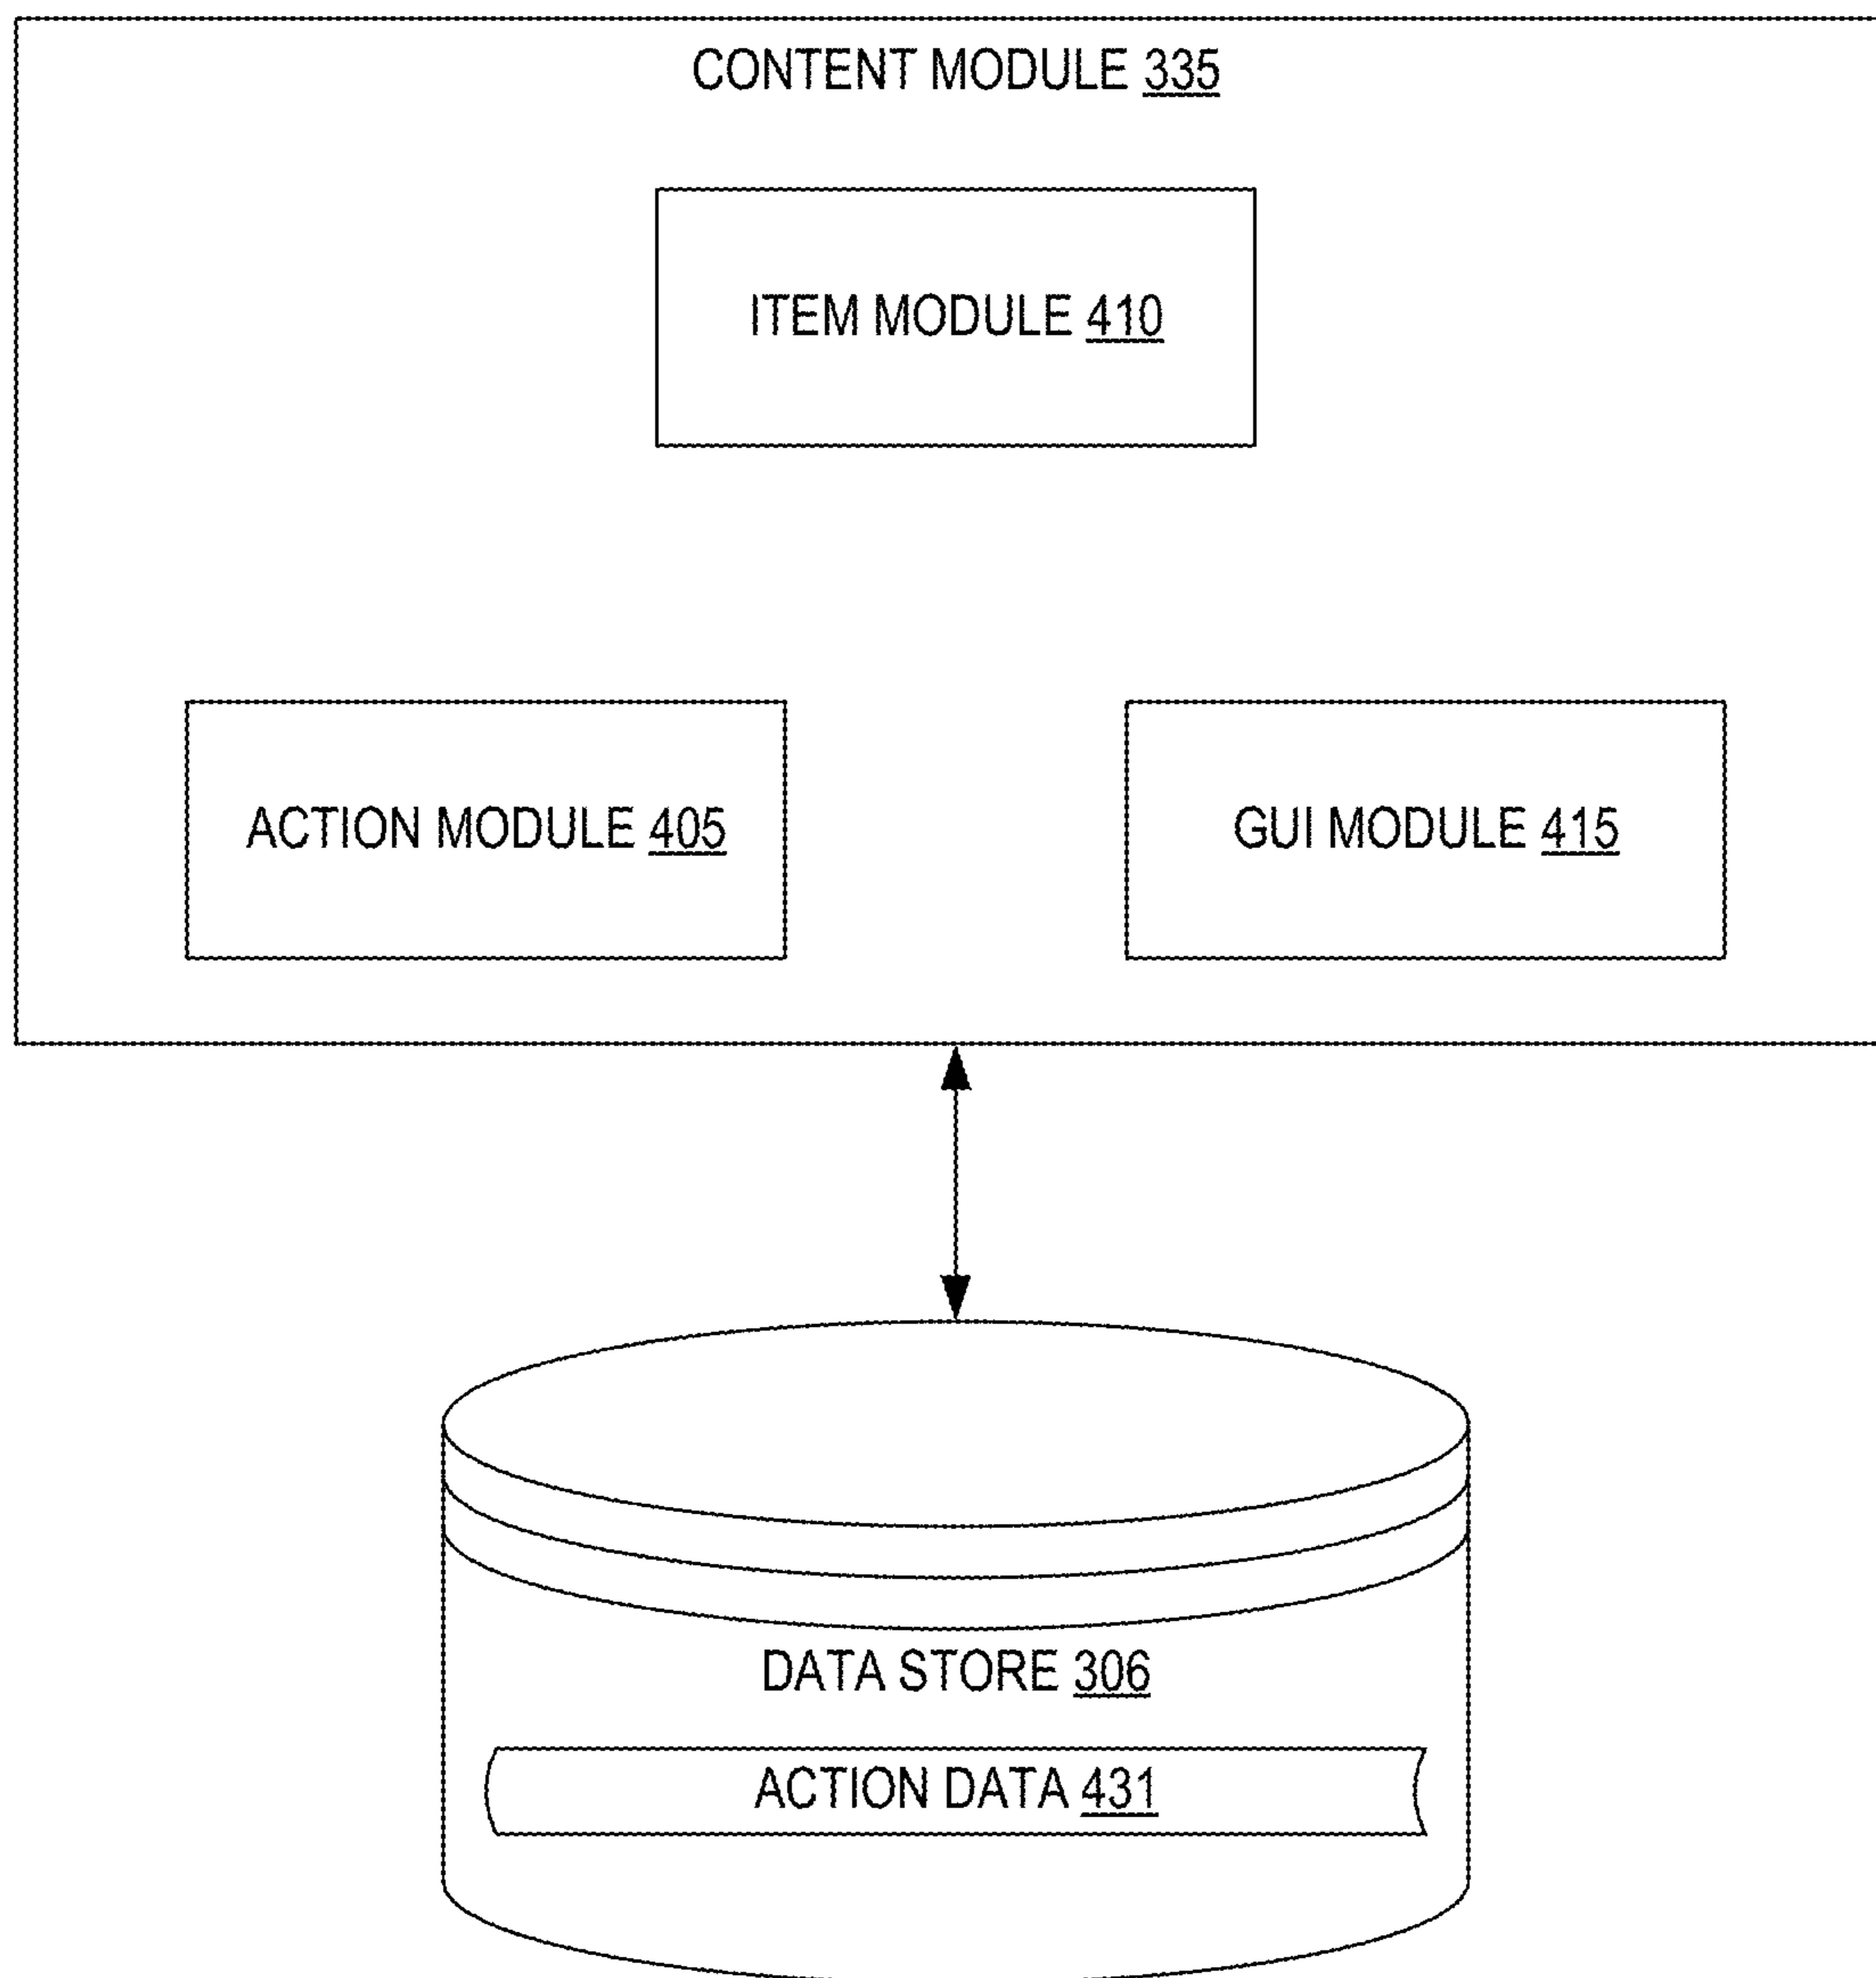 CONTENT MODULE 335
ITEM MODULE 410
ACTION MODULE 405
GUI MODULE 415
DATA STORE 306
ACTION DATA 431